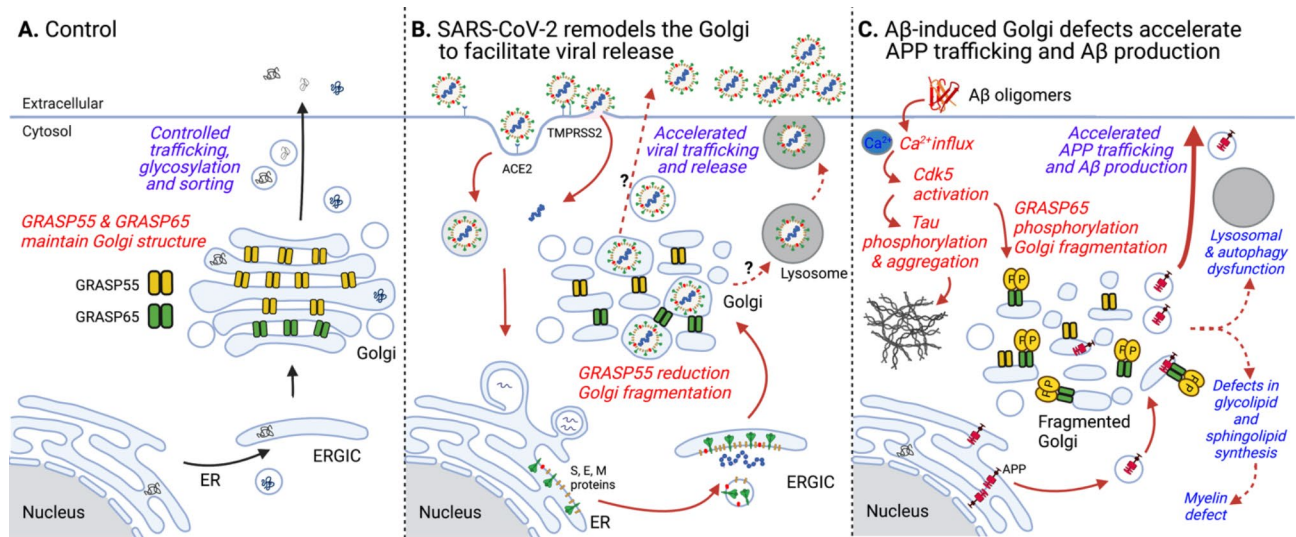 A. Control
Extracellular
Cytosol
Controlled
trafficking,
glycosylation
and sorting
GRASP55 & GRASP65
maintain Golgi structure
GRASP55
GRASP65
Golgi
ERGIC
ER
Nucleus
B. SARS-CoV-2 remodels the Golgi
to facilitate viral release
TMPRSS2
ACE2
Accelerated
viral trafficking
and release
?
?
Lysosome
Golgi
GRASP55 reduction
Golgi fragmentation
S, E, M
proteins
ERGIC
ER
Nucleus
C. Aβ-induced Golgi defects accelerate
APP trafficking and Aβ production
Aβ oligomers
Ca²⁺
Ca²⁺influx
Cdk5
activation
Tau
phosphorylation
& aggregation
Accelerated
APP trafficking
and Aβ production
GRASP65
phosphorylation
Golgi fragmentation
Lysosomal
& autophagy
dysfunction
P P
P P
P P
P P
P P
Fragmented
Golgi
Defects in
glycolipid
and
sphingolipid
synthesis
APP
Myelin
defect
Nucleus